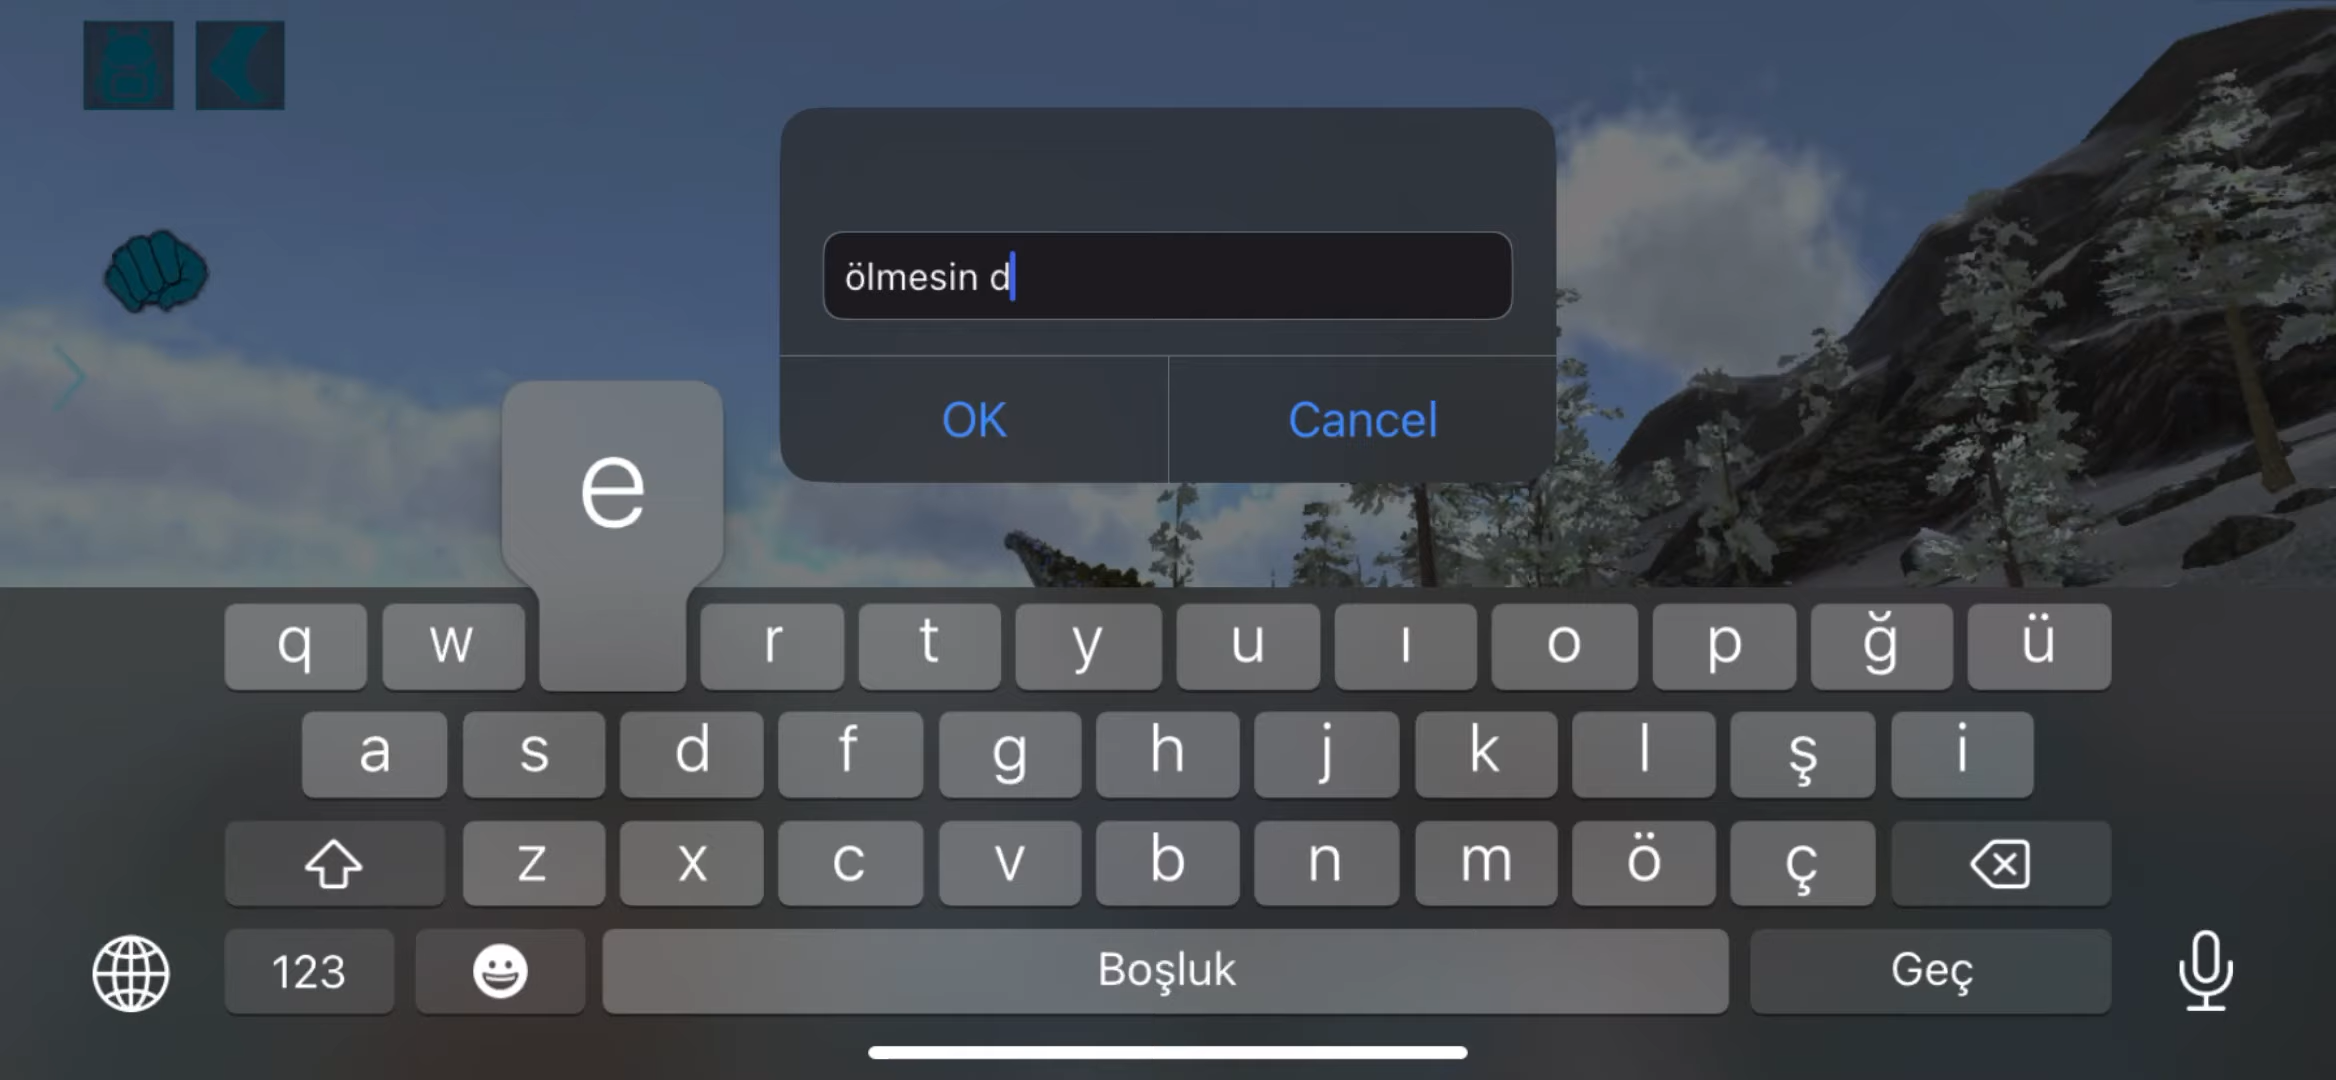 ölmesin d
OK Cancel
e
q w r t y u ı o p ğ ü
a s d f g h j k l ş i
z x c v b n m ö ç
123 Boşluk Geç